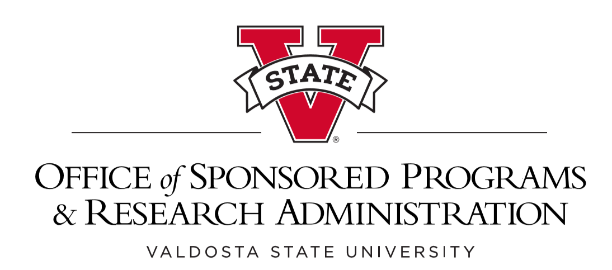 V
STATE
®
OFFICE of SPONSORED PROGRAMS
& RESEARCH ADMINISTRATION
VALDOSTA STATE UNIVERSITY